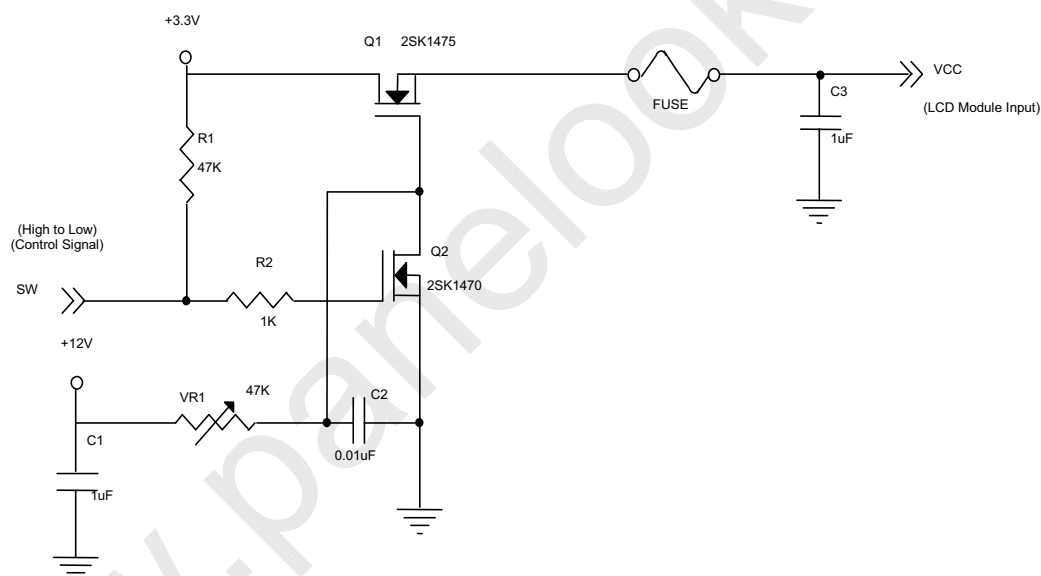 +3.3V
Q1 2SK1475
VCC
(LCD Module Input)
FUSE
C3
1uF
R1
47K
(High to Low)
(Control Signal)
SW
R2
1K
Q2
2SK1470
+12V
VR1
47K
C2
0.01uF
C1
1uF
.panelook